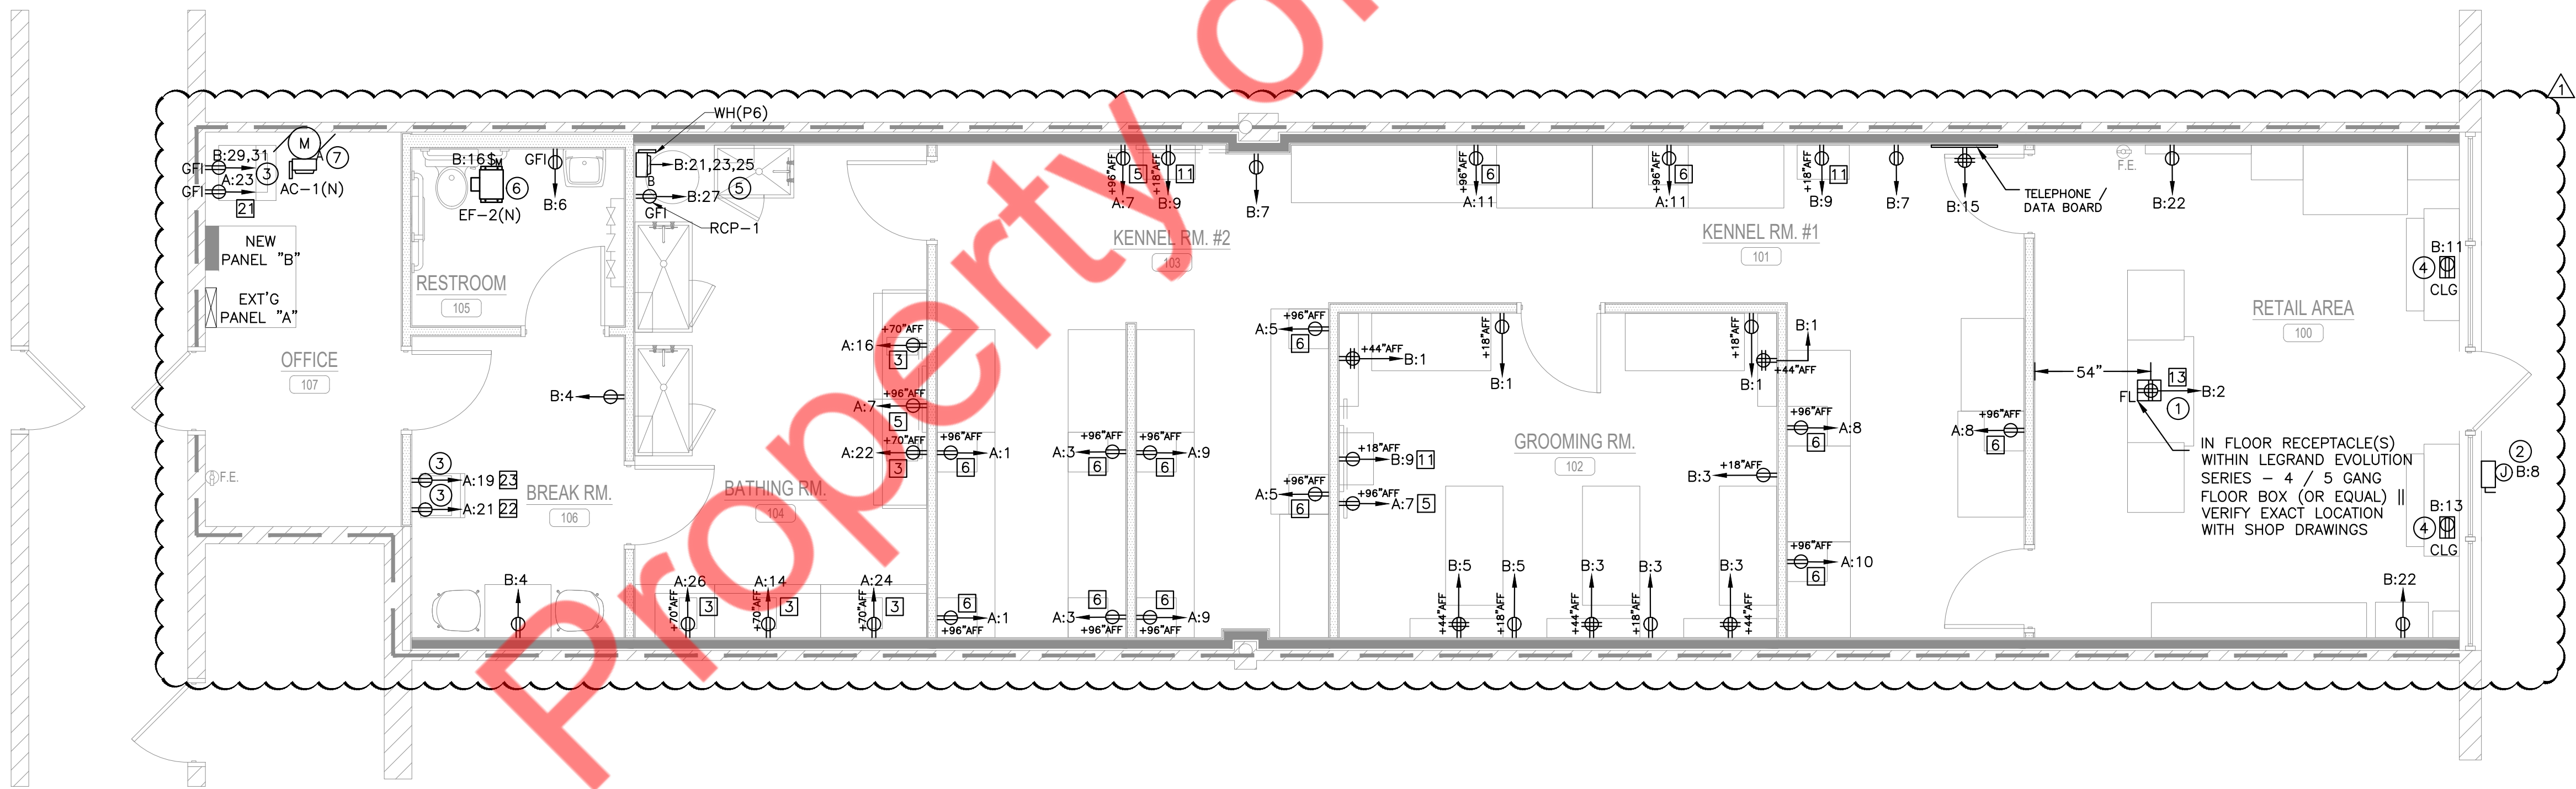 Property of
1
WH(P6)
B:29,31
M
A
7
GFI
3
A:23
GFI
AC-1(N)
21
B:16$
M
GFI
6
EF-2(N)
B:6
B:21,23,25
B
B:27
5
GFI
RCP-1
+96"AFF
5
A:7
+18"AFF
11
B:9
B:7
+96"AFF
6
A:11
+96"AFF
6
A:11
+18"AFF
11
B:9
B:7
B:15
TELEPHONE /
DATA BOARD
F.E.
B:22
NEW
PANEL "B"
EXT'G
PANEL "A"
RESTROOM
105
OFFICE
107
KENNEL RM. #2
103
KENNEL RM. #1
101
B:11
4
CLG
RETAIL AREA
100
+70"AFF
A:16
3
B:4
+96"AFF
A:7
5
+70"AFF
A:22
3
+96"AFF
A:1
6
+96"AFF
A:3
6
+96"AFF
A:9
6
+96"AFF
A:5
6
+44"AFF
B:1
+18"AFF
B:1
+18"AFF
B:1
B:1
+44"AFF
GROOMING RM.
102
+96"AFF
A:8
6
+96"AFF
A:8
6
54"
13
FL
B:2
1
IN FLOOR RECEPTACLE(S)
WITHIN LEGRAND EVOLUTION
SERIES - 4 / 5 GANG
FLOOR BOX (OR EQUAL) ||
VERIFY EXACT LOCATION
WITH SHOP DRAWINGS
2
J
B:8
B:13
4
CLG
F.E.
3
A:19
23
3
A:21
22
BREAK RM.
106
BATHING RM.
104
+18"AFF
B:9
11
A:5
+96"AFF
6
+96"AFF
A:7
5
B:3
+18"AFF
+96"AFF
A:10
6
B:4
A:26
+70"AFF
3
A:14
+70"AFF
3
A:24
+70"AFF
3
6
A:1
+96"AFF
6
A:3
+96"AFF
6
A:9
+96"AFF
B:5
+44"AFF
B:5
+18"AFF
B:3
+44"AFF
B:3
+18"AFF
B:3
+44"AFF
B:22